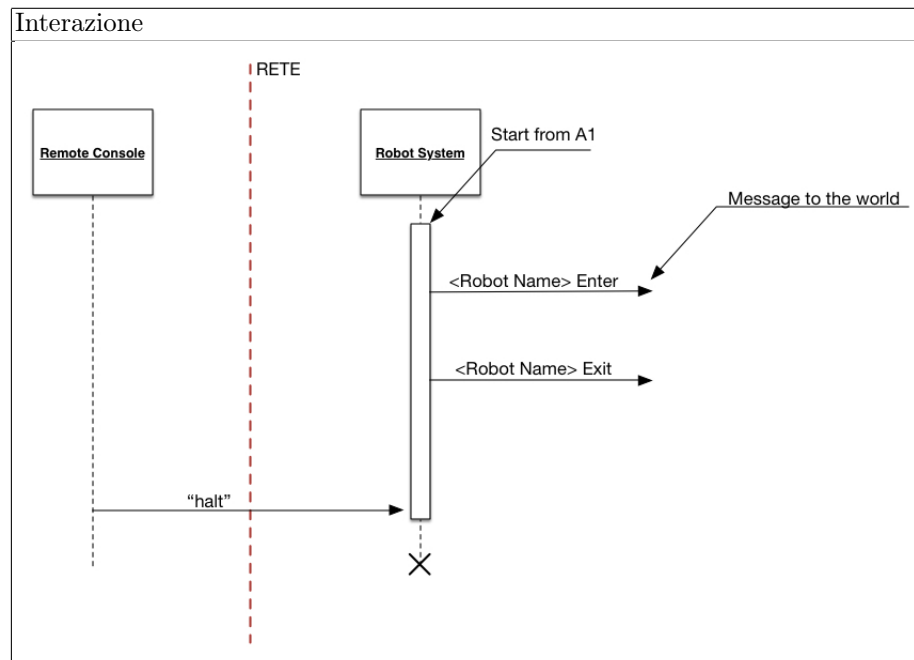 Interazione
RETE
Remote Console
Robot System
Start from A1
Message to the world
<Robot Name> Enter
<Robot Name> Exit
“halt”